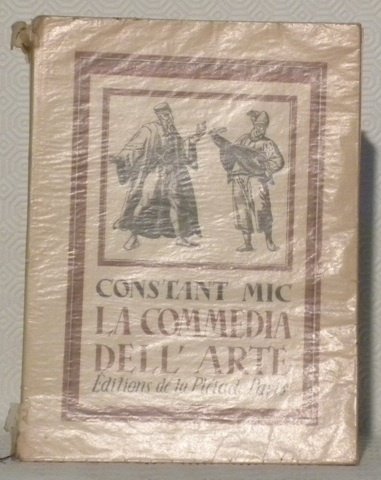 CONSTANT MIC
LA COMMEDIA
DELL'ARTE
Éditions de la Pléiade Paris